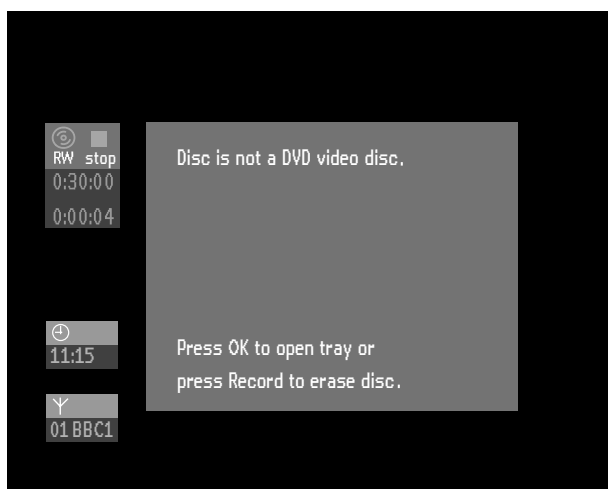 RW stop
0:30:00
0:00:04
Disc is not a DVD video disc.
11:15
Press OK to open tray or
press Record to erase disc.
01 BBC1